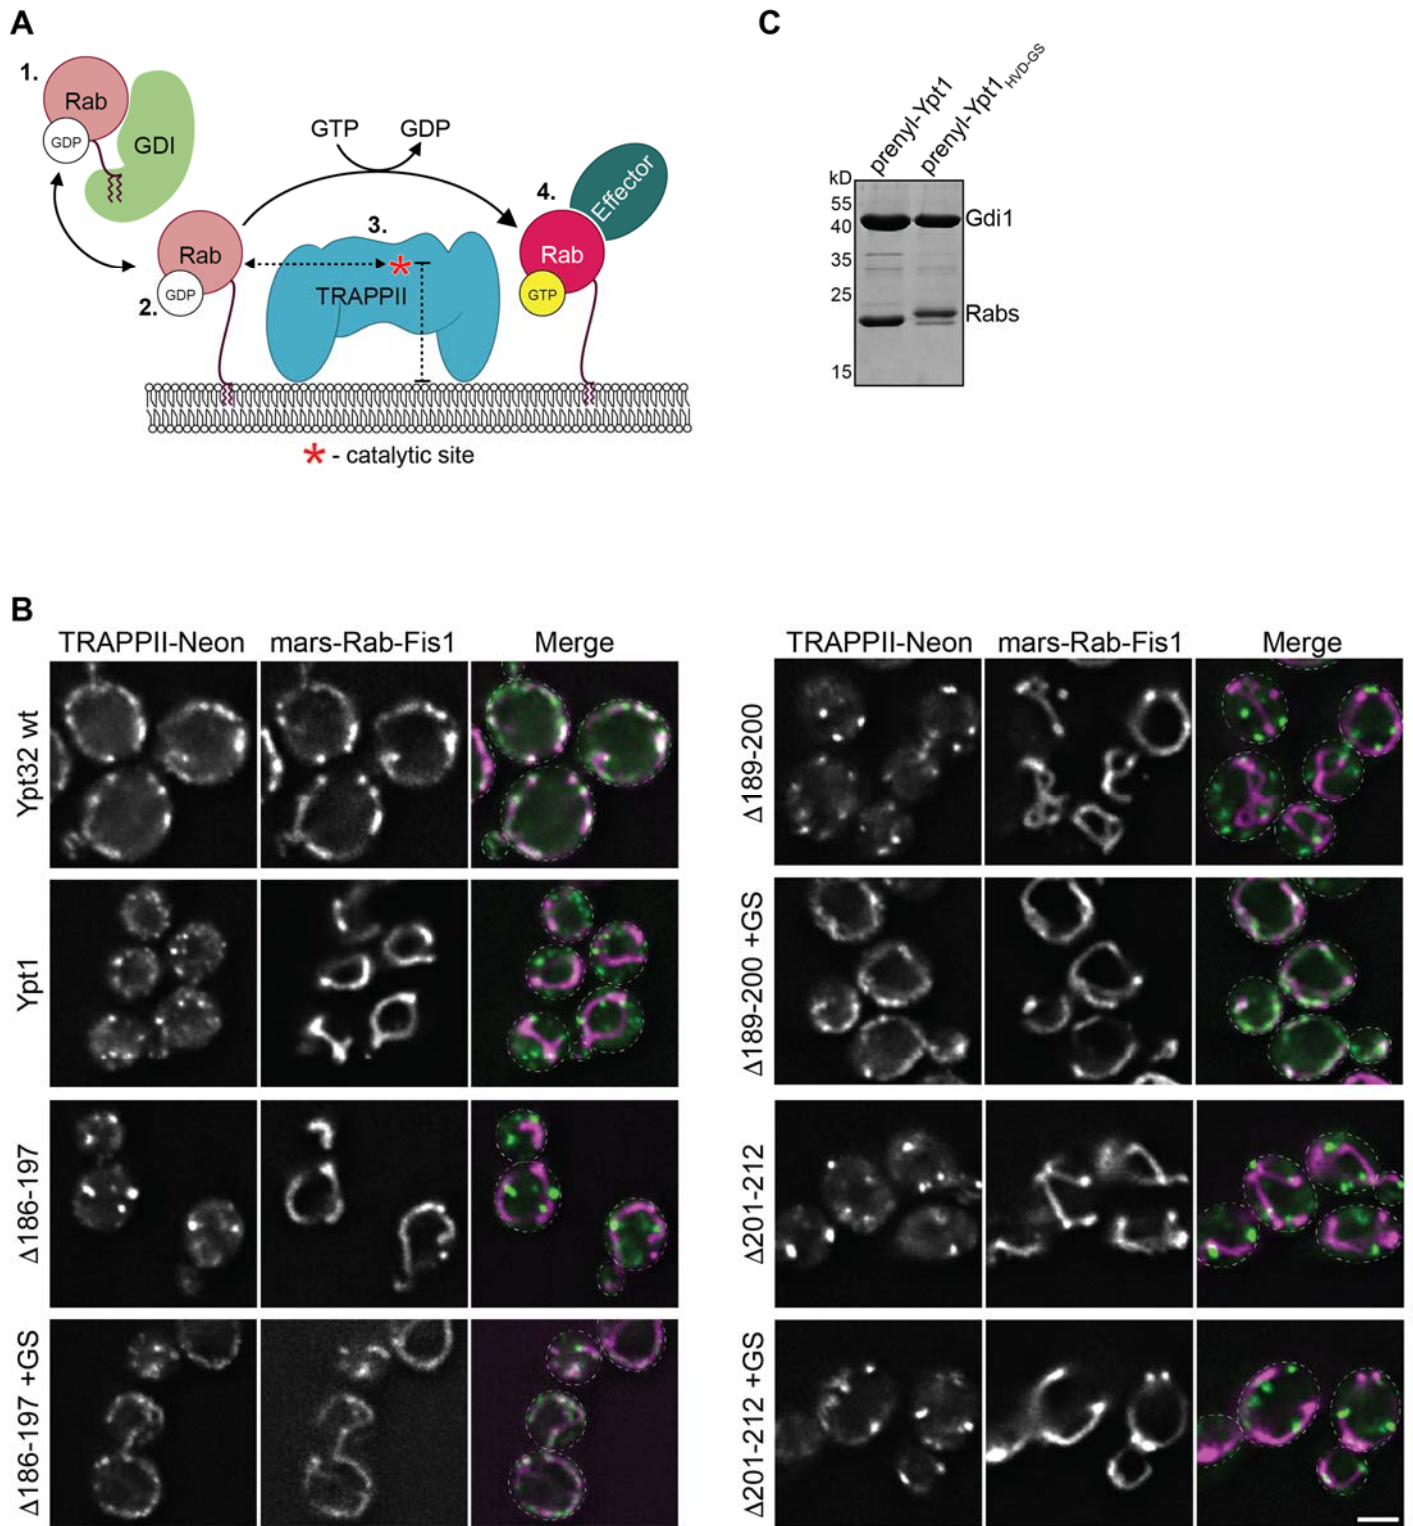 A
1.
Rab
GDP
GDI
GTP
GDP
2.
Rab
GDP
3.
TRAPPII
4.
Rab
GTP
Effector
* - catalytic site
C
prenyl-Ypt1
prenyl-Ypt1HVD-GS
kD
55
40
35
25
15
Gdi1
Rabs
B
TRAPPII-Neon mars-Rab-Fis1 Merge
Ypt32 wt
Ypt1
Δ186-197
Δ186-197 +GS
TRAPPII-Neon mars-Rab-Fis1 Merge
Δ189-200
Δ189-200 +GS
Δ201-212
Δ201-212 +GS